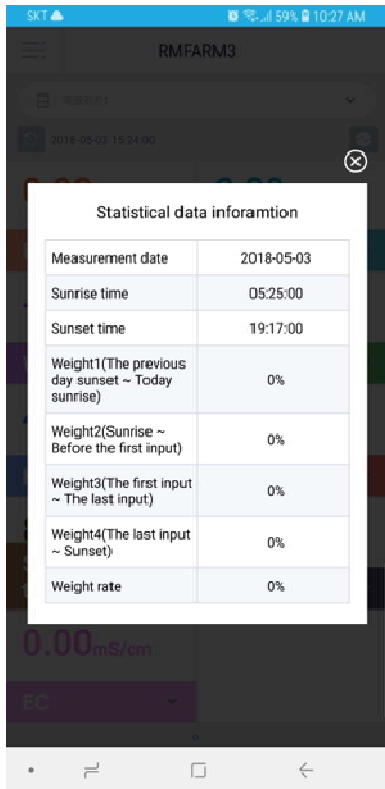 SKT 59% 10:27 AM
RMFARM3
2018-05-03 15:24:00
Statistical data inforamtion
Measurement date 2018-05-03
Sunrise time 05:25:00
Sunset time 19:17:00
Weight1(The previous
day sunset ~ Today
sunrise)
0%
Weight2(Sunrise ~
Before the first input)
0%
Weight3(The first input
~ The last input)
0%
Weight4(The last input
~ Sunset)
0%
Weight rate 0%
0.00mS/cm
EC